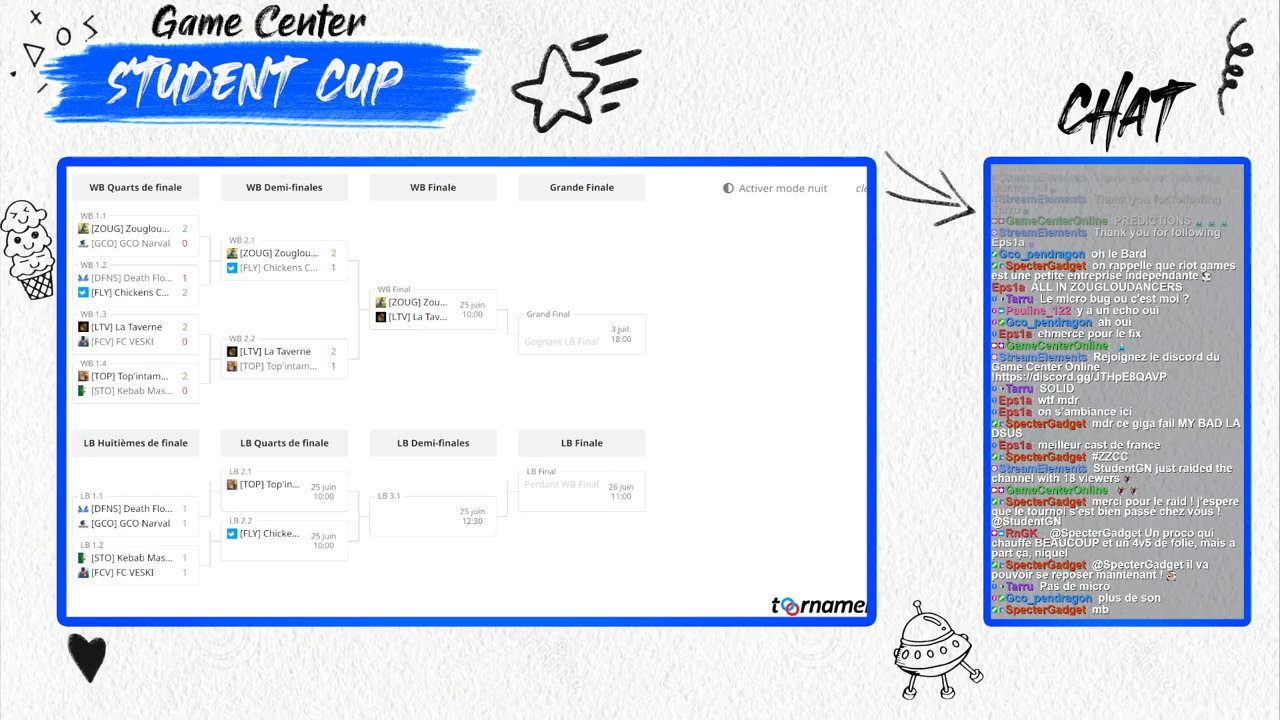 Game Center
STUDENT CUP
CHAT
WB Quarts de finale
WB Demi-finales
WB Finale
Grande Finale
Activer mode nuit
WB 1.1
[ZOUG] Zouglou... 2
[GCO] GCO Narval 0
WB 1.2
[DFNS] Death Flo... 1
[FLY] Chickens C... 2
WB 1.3
[LTV] La Taverne 2
[FCV] FC VESKI 0
WB 1.4
[TOP] Top'intam... 2
[STO] Kebab Mas... 0
WB 2.1
[ZOUG] Zouglou... 2
[FLY] Chickens C... 1
WB 2.2
[LTV] La Taverne 2
[TOP] Top'intam... 1
WB Final
[ZOUG] Zou...
[LTV] La Tav...
25 juin
10:00
Grand Final
Gagnant LB Final
3 juil.
18:00
LB Huitièmes de finale
LB Quarts de finale
LB Demi-finales
LB Finale
LB 1.1
[DFNS] Death Flo... 1
[GCO] GCO Narval 1
LB 1.2
[STO] Kebab Mas... 1
[FCV] FC VESKI 1
LB 2.1
[TOP] Top'in...
25 juin
10:00
LB 2.2
[FLY] Chicke...
25 juin
10:00
LB 3.1
25 juin
12:30
LB Final
Perdant WB Final
26 juin
11:00
StreamElements Thank you for following
Tarru
GameCenterOnline PREDICTIONS
StreamElements Thank you for following
Eps1a
Gco_pendragon oh le Bard
SpecterGadget on rappelle que riot games
est une petite entreprise indépendante
Eps1a ALL IN ZOUGLOUDANCERS
Tarru Le micro bug ou c'est moi ?
Pauline_122 y a un echo oui
Gco_pendragon ah oui
Eps1a ehmerce pour le fix
GameCenterOnline
StreamElements Rejoignez le discord du
Game Center Online
!https://discord.gg/JTHpE8QAVP
Tarru SOLID
Eps1a wtf mdr
Eps1a on s'ambiance ici
SpecterGadget mdr ce giga fail MY BAD LA
DSUS
Eps1a meilleur cast de france
SpecterGadget #ZZCC
StreamElements StudentGN just raided the
channel with 18 viewers
GameCenterOnline
SpecterGadget merci pour le raid ! j'espere
que le tournoi s'est bien passé chez vous !
@StudentGN
RnGK @SpecterGadget Un proco qui
chauffe BEAUCOUP et un 4v5 de folie, mais a
part ça, niquel
SpecterGadget @SpecterGadget il va
pouvoir se reposer maintenant !
Tarru Pas de micro
Gco_pendragon plus de son
SpecterGadget mb